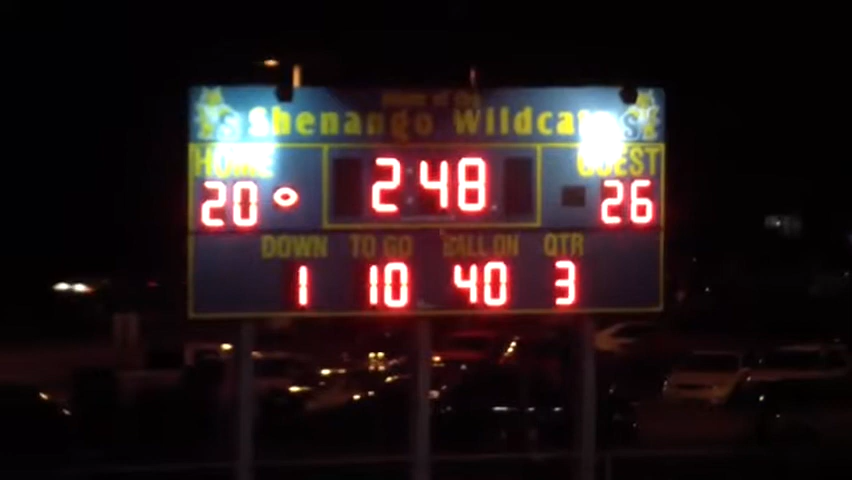 Home of the
Shenango Wildcats
HOME GUEST
20 2 48 26
DOWN TO GO BALL ON QTR
1 10 40 3